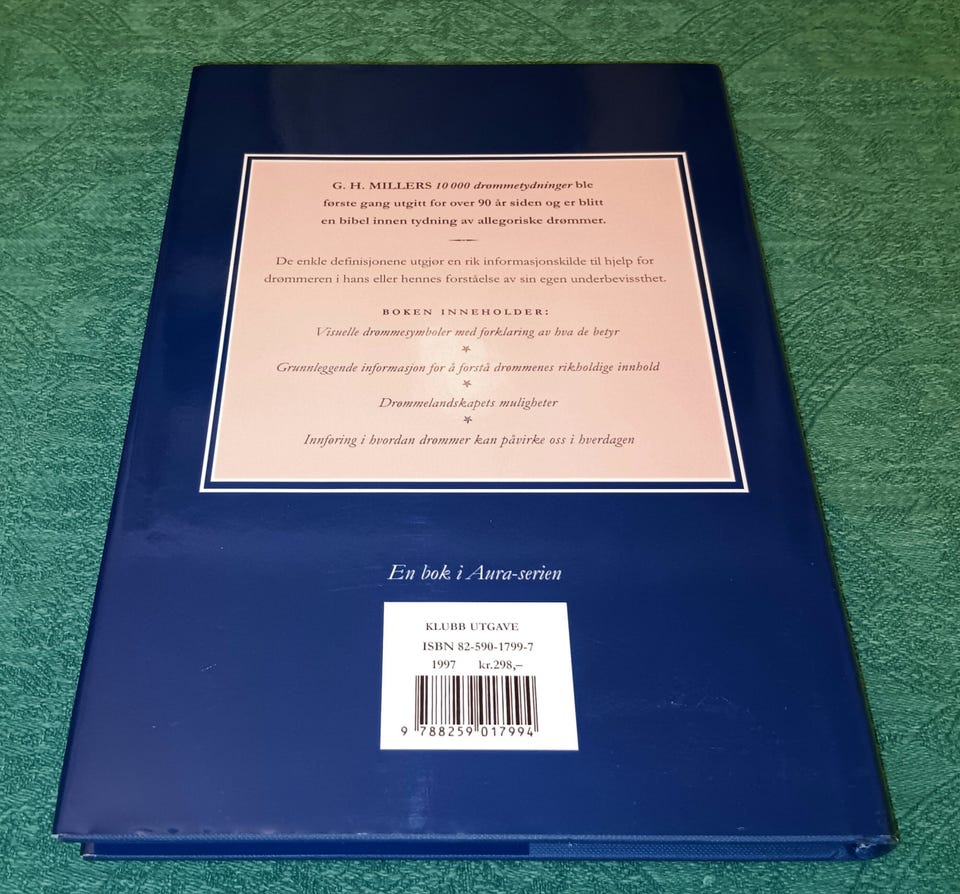 G. H. MILLERS 10 000 drømmetydninger ble
første gang utgitt for over 90 år siden og er blitt
en bibel innen tydning av allegoriske drømmer.
De enkle definisjonene utgjør en rik informasjonskilde til hjelp for
drømmeren i hans eller hennes forståelse av sin egen underbevissthet.
BOKEN INNEHOLDER:
Visuelle drømmesymboler med forklaring av hva de betyr
Grunnleggende informasjon for å forstå drømmenes rikholdige innhold
Drømmelandskapets muligheter
Innføring i hvordan drømmer kan påvirke oss i hverdagen
En bok i Aura-serien
KLUBB UTGAVE
ISBN 82-590-1799-7
1997 kr.298,–
9 788259 017994